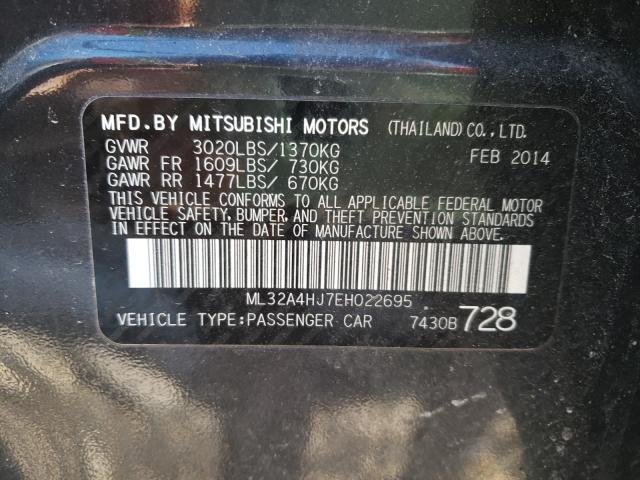 MFD.BY MITSUBISHI MOTORS (THAILAND)CO.,LTD.
GVWR 3020LBS/1370KG FEB 2014
GAWR FR 1609LBS/ 730KG
GAWR RR 1477LBS/ 670KG
THIS VEHICLE CONFORMS TO ALL APPLICABLE FEDERAL MOTOR
VEHICLE SAFETY, BUMPER, AND THEFT PREVENTION STANDARDS
IN EFFECT ON THE DATE OF MANUFACTURE SHOWN ABOVE.
ML32A4HJ7EH022695
VEHICLE TYPE:PASSENGER CAR 7430B 728